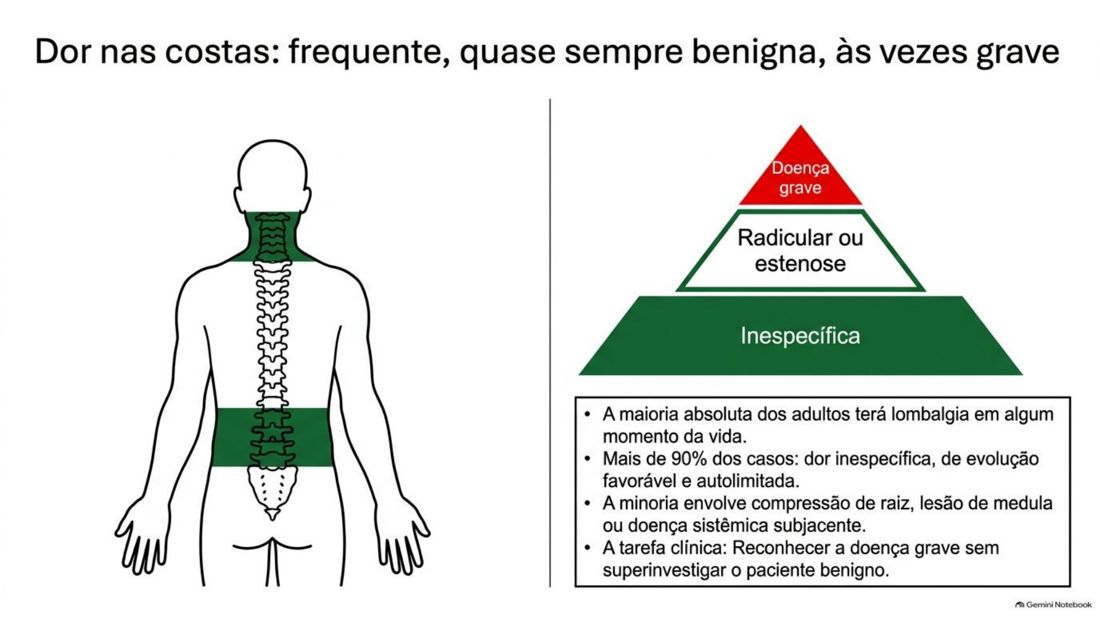 Dor nas costas: frequente, quase sempre benigna, às vezes grave
Doença
grave
Radicular ou
estenose
Inespecífica
• A maioria absoluta dos adultos terá lombalgia em algum
momento da vida.
• Mais de 90% dos casos: dor inespecífica, de evolução
favorável e autolimitada.
• A minoria envolve compressão de raiz, lesão de medula
ou doença sistêmica subjacente.
• A tarefa clínica: Reconhecer a doença grave sem
superinvestigar o paciente benigno.
Gemini Notebook